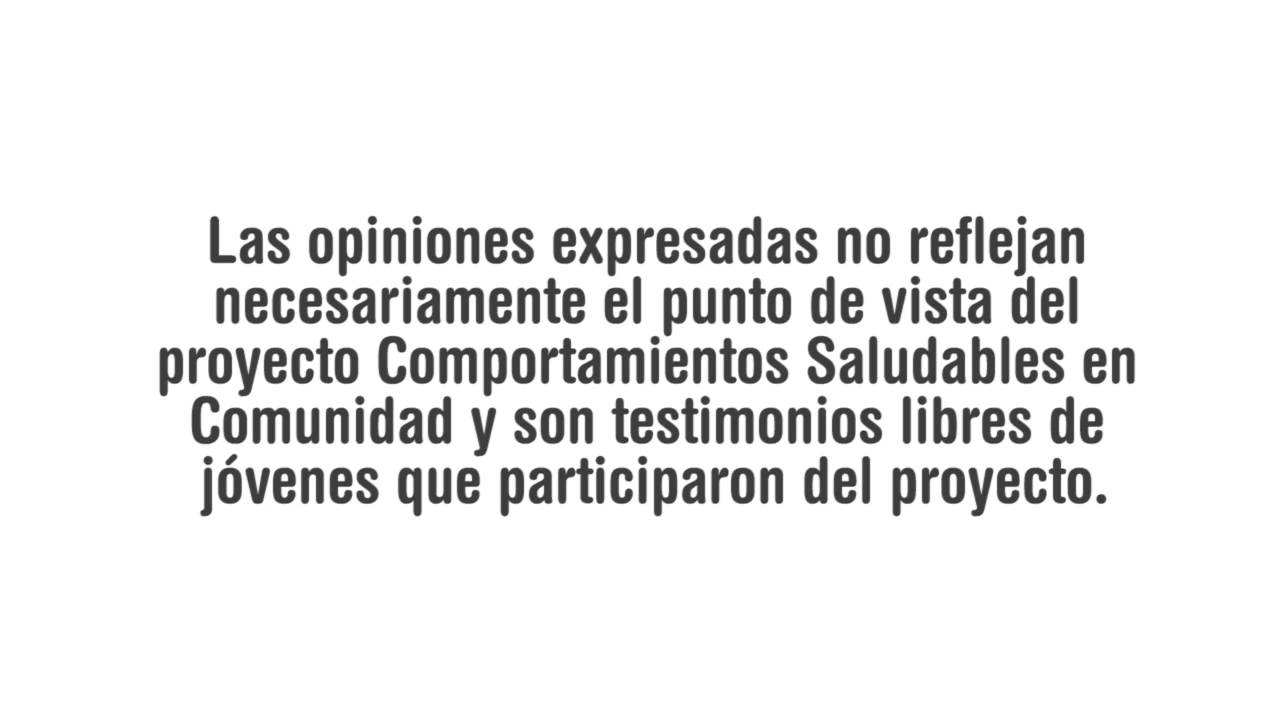 Las opiniones expresadas no reflejan
necesariamente el punto de vista del
proyecto Comportamientos Saludables en
Comunidad y son testimonios libres de
jóvenes que participaron del proyecto.